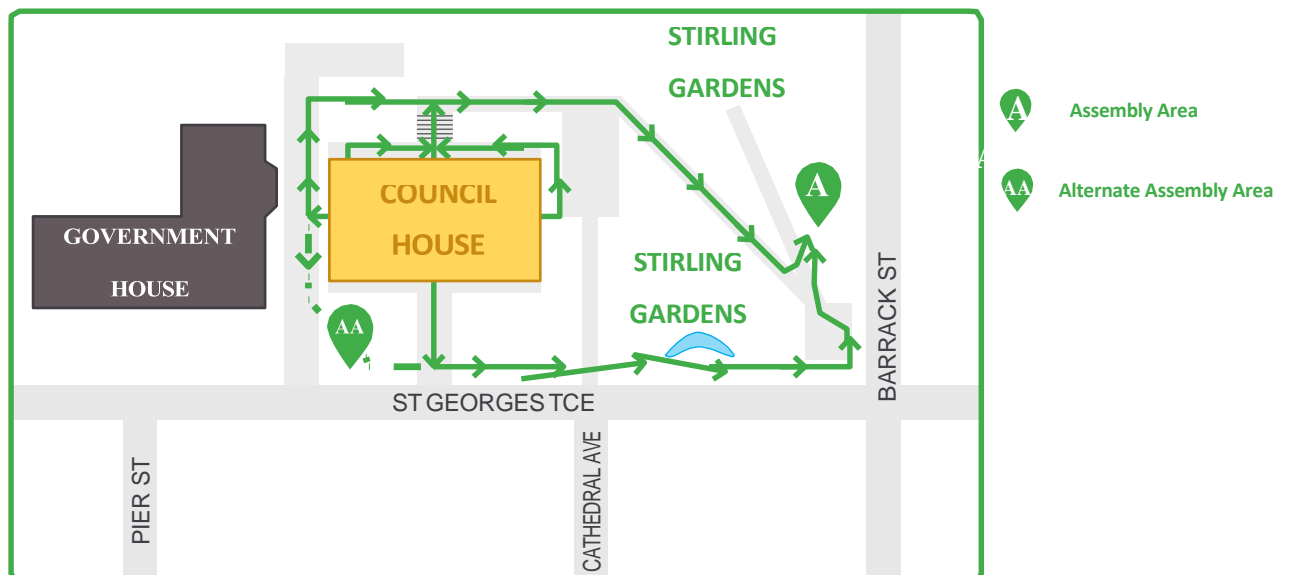 STIRLING
GARDENS
A
Assembly Area
A
AA
Alternate Assembly Area
A
COUNCIL
HOUSE
GOVERNMENT
HOUSE
STIRLING
GARDENS
BARRACK ST
AA
ST GEORGES TCE
PIER ST
CATHEDRAL AVE